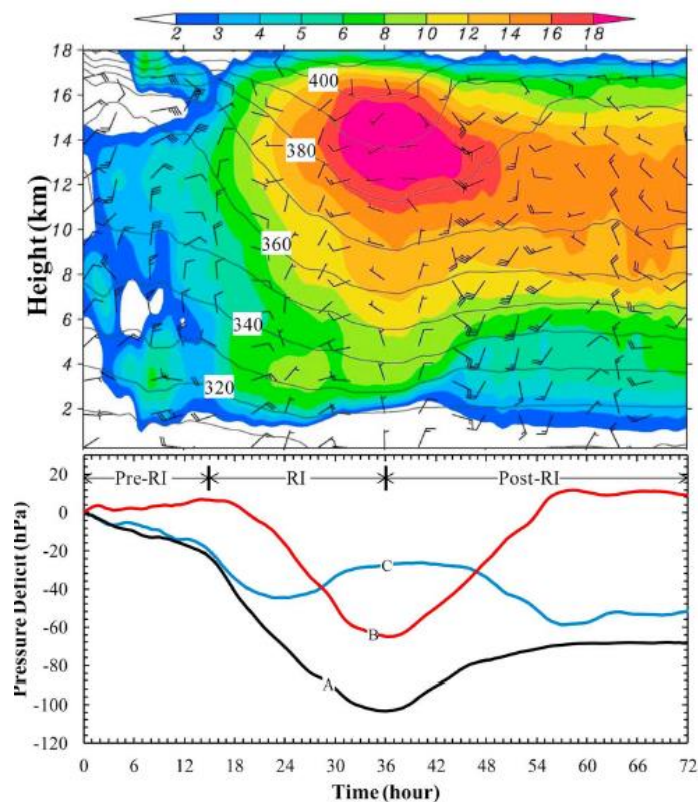 2 3 4 5 6 8 10 12 14 16 18
18
16
14
12
10
8
6
4
2
Height (km)
400
380
360
340
320
Pre-RI RI Post-RI
20
0
-20
-40
-60
-80
-100
-120
Pressure Deficit (hPa)
C
B
A
0 6 12 18 24 30 36 42 48 54 60 66 72
Time (hour)